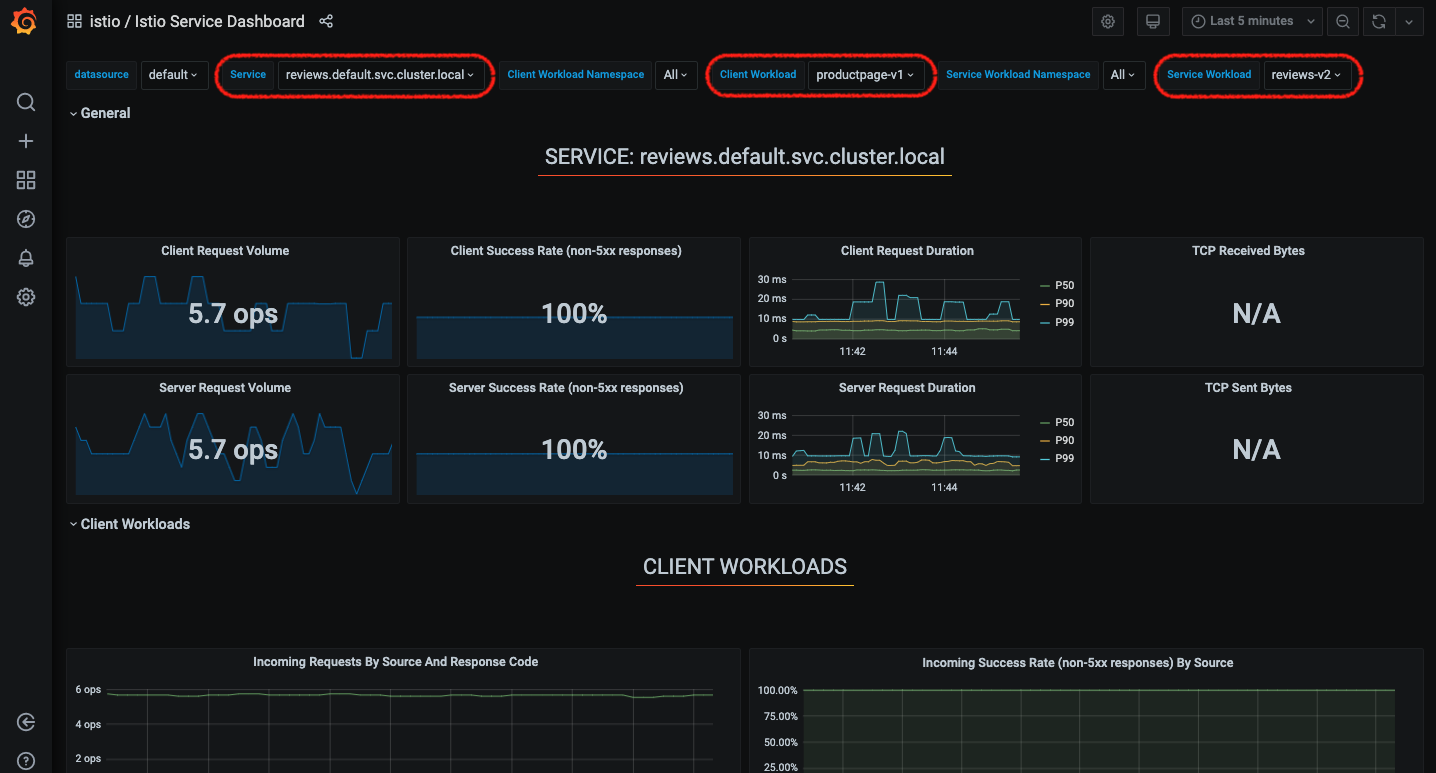 istio / Istio Service Dashboard
Last 5 minutes
datasource default Service reviews.default.svc.cluster.local Client Workload Namespace All Client Workload productpage-v1 Service Workload Namespace All Service Workload reviews-v2
General
SERVICE: reviews.default.svc.cluster.local
Client Request Volume
5.7 ops
Client Success Rate (non-5xx responses)
100%
Client Request Duration
30 ms
20 ms
10 ms
0 s
11:42 11:44
P50
P90
P99
TCP Received Bytes
N/A
Server Request Volume
5.7 ops
Server Success Rate (non-5xx responses)
100%
Server Request Duration
30 ms
20 ms
10 ms
0 s
11:42 11:44
P50
P90
P99
TCP Sent Bytes
N/A
Client Workloads
CLIENT WORKLOADS
Incoming Requests By Source And Response Code
6 ops
4 ops
2 ops
Incoming Success Rate (non-5xx responses) By Source
100.00%
75.00%
50.00%
25.00%